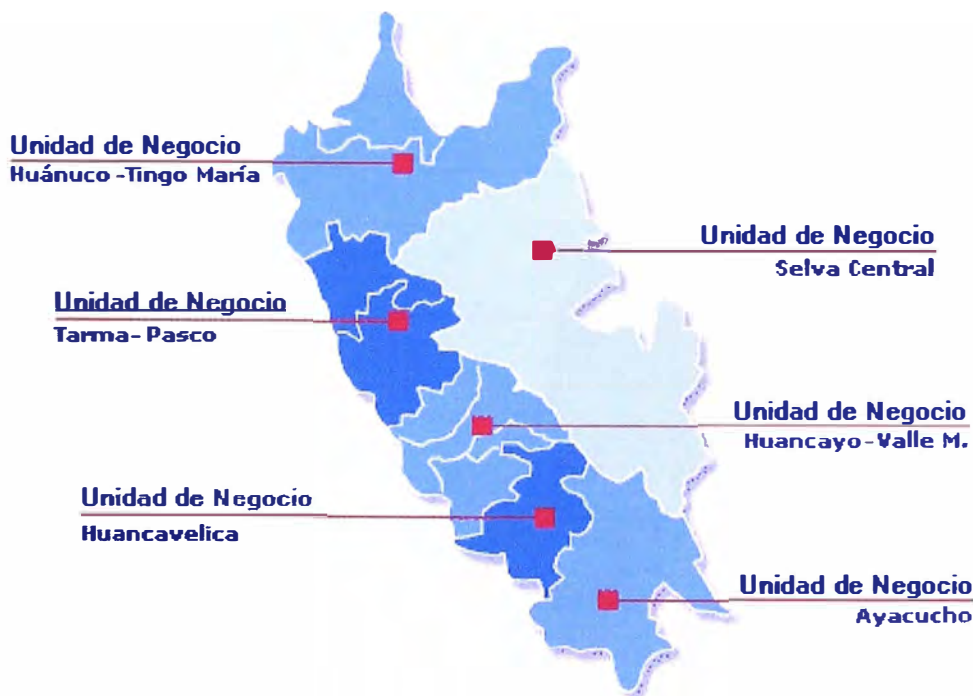 Unidad de Negocio
Huánuco-Tingo María
Unidad de Negocio
Selva Central
Unidad de Negocio
Tarma-Pasco
Unidad de Negocio
Huancayo-Valle M.
Unidad de Negocio
Huancavelica
Unidad de Negocio
Ayacucho